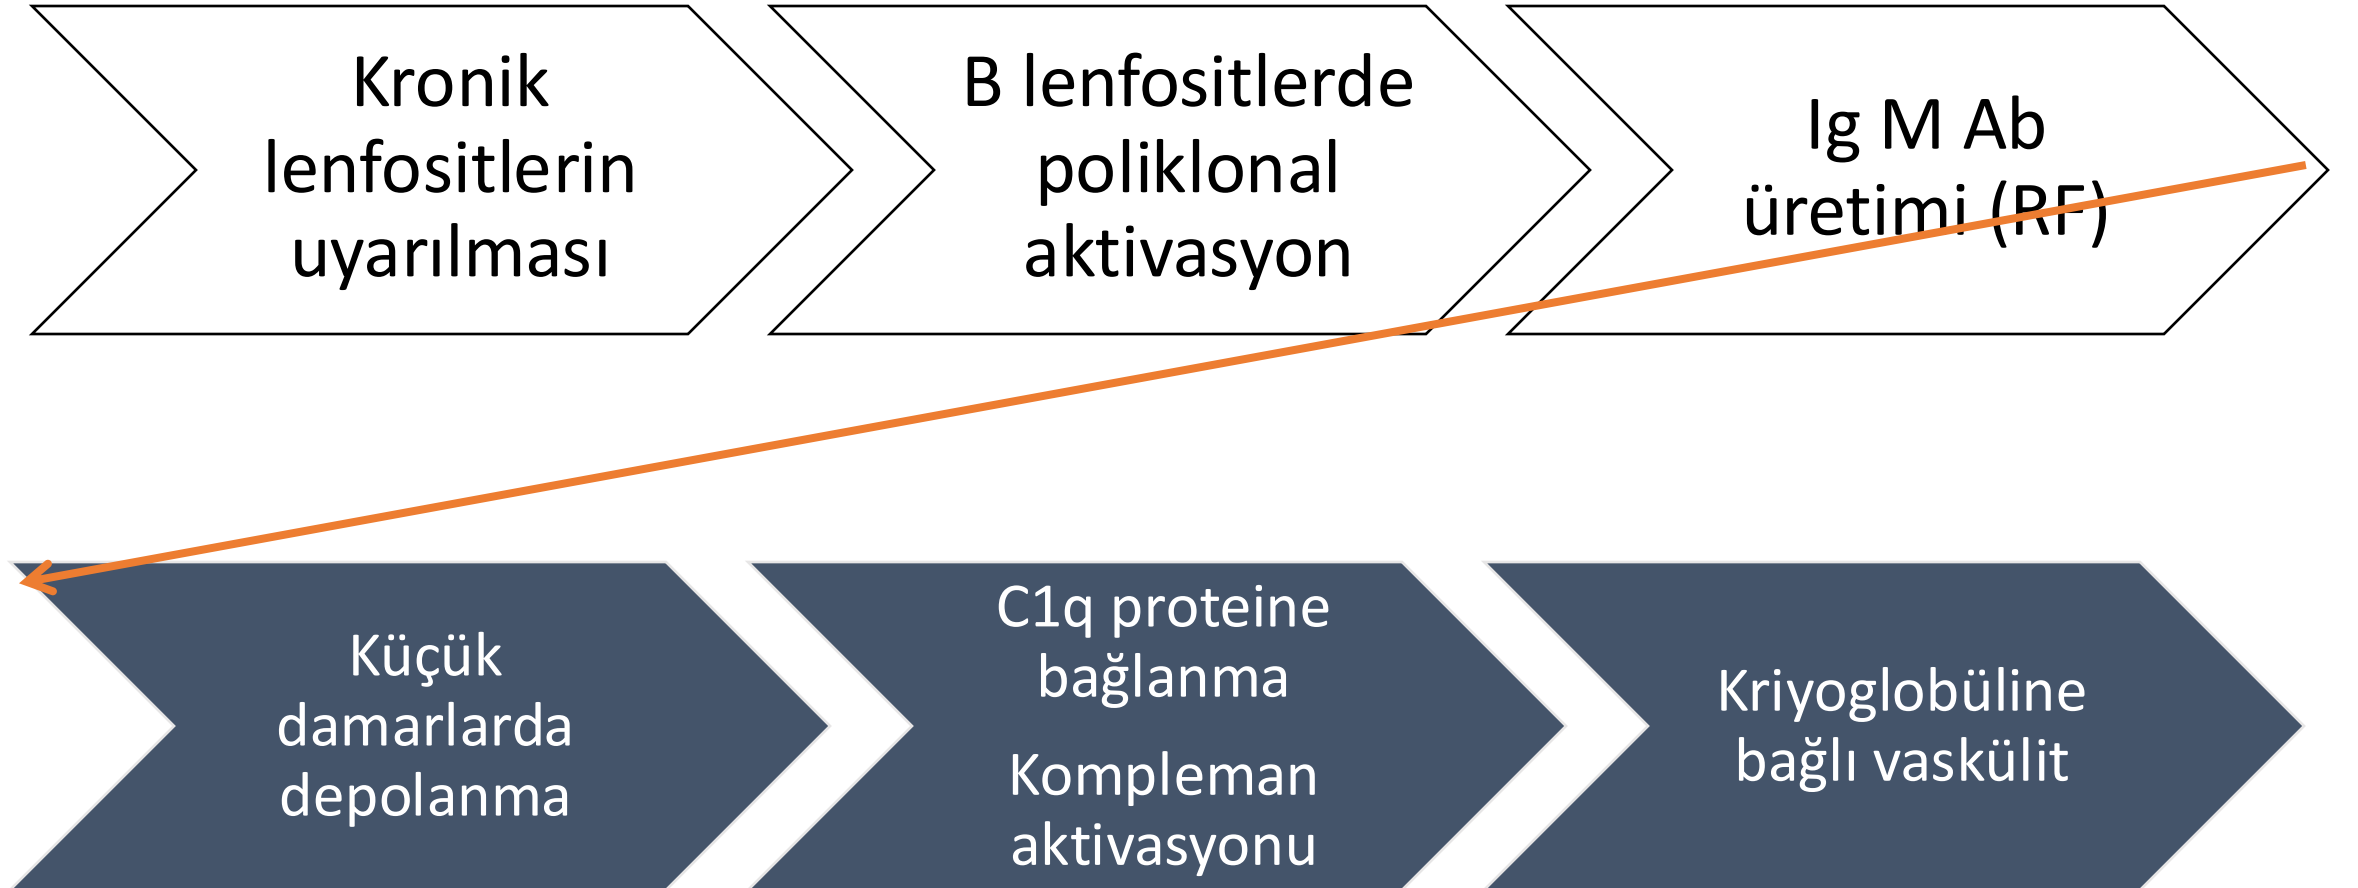 Kronik
lenfositlerin
uyarılması
B lenfositlerde
poliklonal
aktivasyon
Ig M Ab
üretimi (RF)
Küçük
damarlarda
depolanma
C1q proteine
bağlanma
Kompleman
aktivasyonu
Kriyoglobüline
bağlı vaskülit